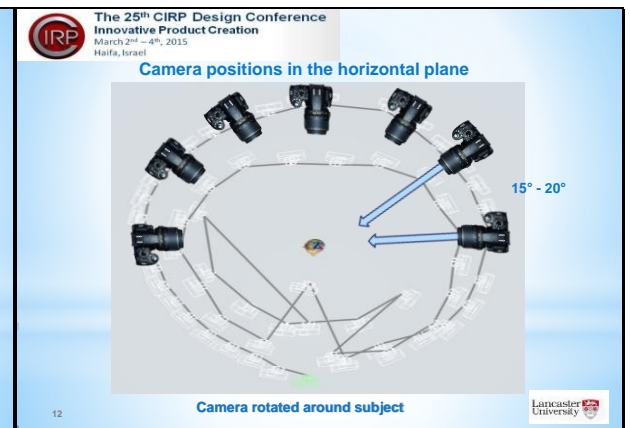 CIRP
The 25th CIRP Design Conference
Innovative Product Creation
March 2nd – 4th, 2015
Haifa, Israel
Camera positions in the horizontal plane
15° - 20°
Camera rotated around subject
12
Lancaster
University